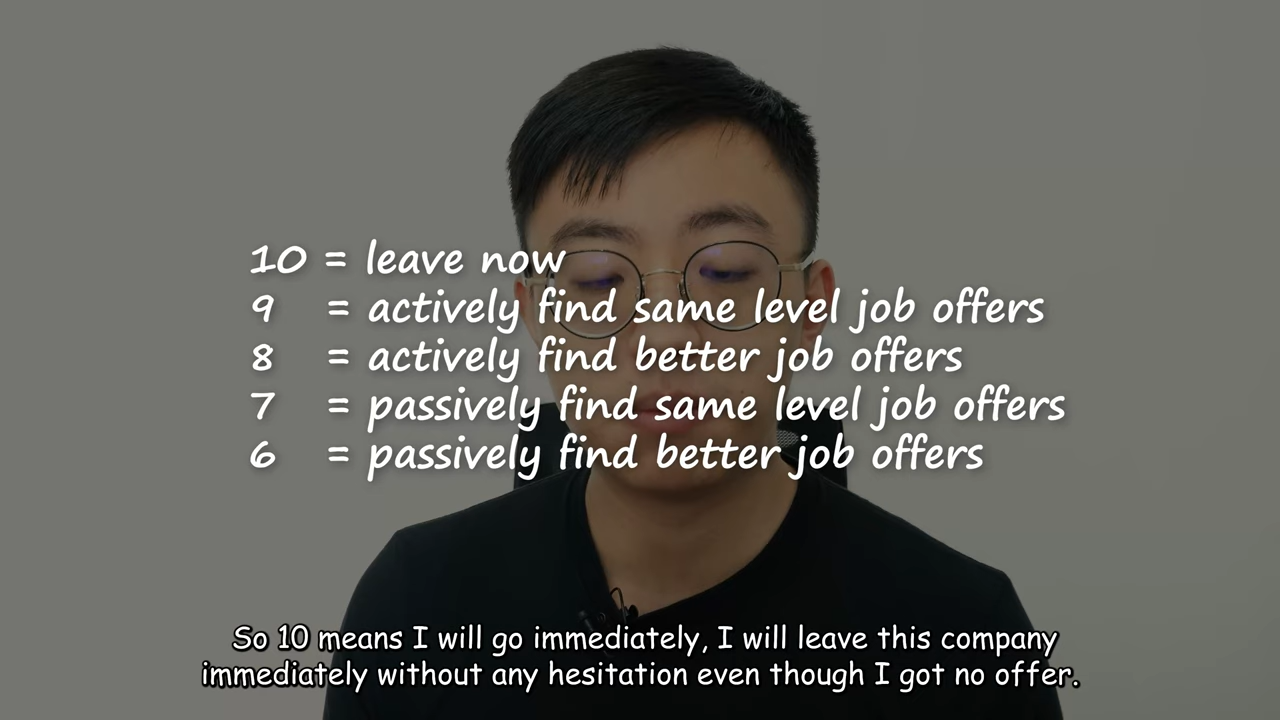 10 = leave now
9 = actively find same level job offers
8 = actively find better job offers
7 = passively find same level job offers
6 = passively find better job offers
So 10 means I will go immediately, I will leave this company
immediately without any hesitation even though I got no offer.